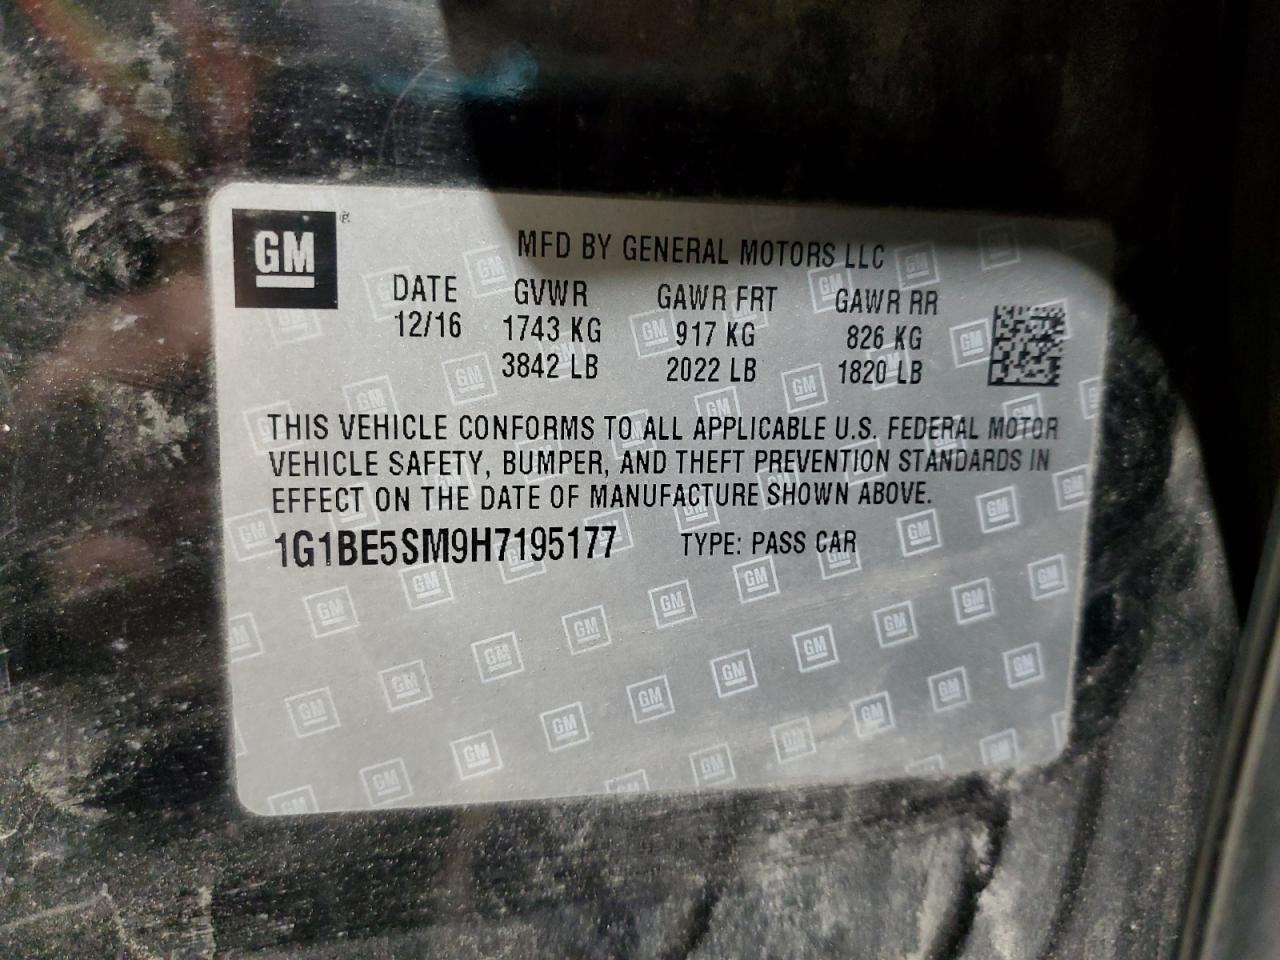 GM ®
MFD BY GENERAL MOTORS LLC
DATE GVWR GAWR FRT GAWR RR
12/16 1743 KG 917 KG 826 KG
3842 LB 2022 LB 1820 LB
THIS VEHICLE CONFORMS TO ALL APPLICABLE U.S. FEDERAL MOTOR
VEHICLE SAFETY, BUMPER, AND THEFT PREVENTION STANDARDS IN
EFFECT ON THE DATE OF MANUFACTURE SHOWN ABOVE.
1G1BE5SM9H7195177 TYPE: PASS CAR